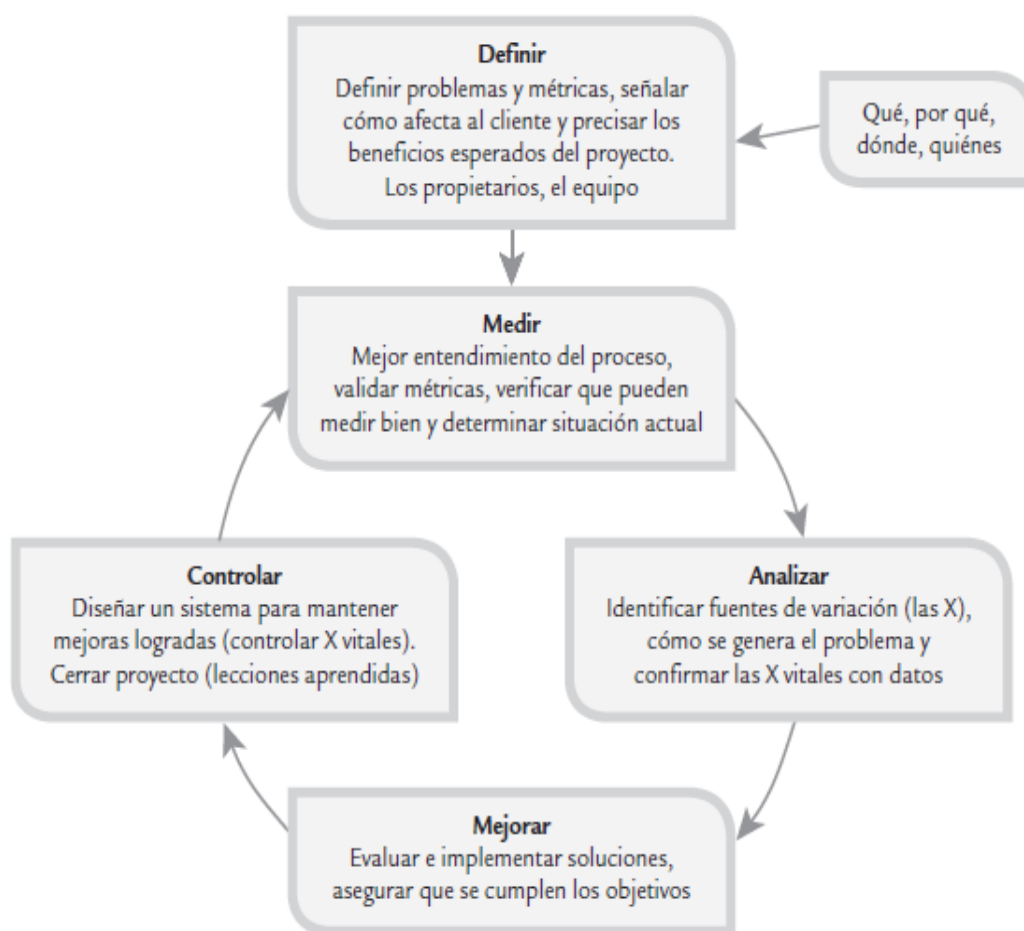 Definir
Definir problemas y métricas, señalar
cómo afecta al cliente y precisar los
beneficios esperados del proyecto.
Los propietarios, el equipo
Qué, por qué,
dónde, quiénes
Medir
Mejor entendimiento del proceso,
validar métricas, verificar que pueden
medir bien y determinar situación actual
Controlar
Diseñar un sistema para mantener
mejoras logradas (controlar X vitales).
Cerrar proyecto (lecciones aprendidas)
Analizar
Identificar fuentes de variación (las X),
cómo se genera el problema y
confirmar las X vitales con datos
Mejorar
Evaluar e implementar soluciones,
asegurar que se cumplen los objetivos